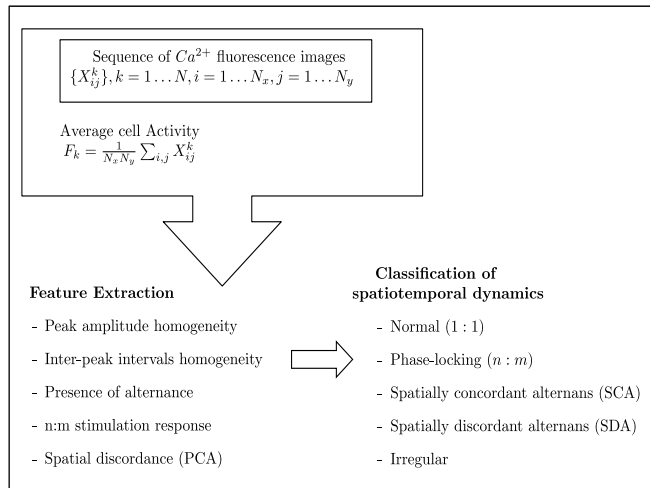 Sequence of Ca²⁺ fluorescence images
{X_{ij}^k}, k = 1 … N, i = 1 … N_x, j = 1 … N_y
Average cell Activity
F_k = \frac{1}{N_x N_y} \sum_{i,j} X_{ij}^k
Feature Extraction
- Peak amplitude homogeneity
- Inter-peak intervals homogeneity
- Presence of alternance
- n:m stimulation response
- Spatial discordance (PCA)
Classification of
spatiotemporal dynamics
- Normal (1 : 1)
- Phase-locking (n : m)
- Spatially concordant alternans (SCA)
- Spatially discordant alternans (SDA)
- Irregular